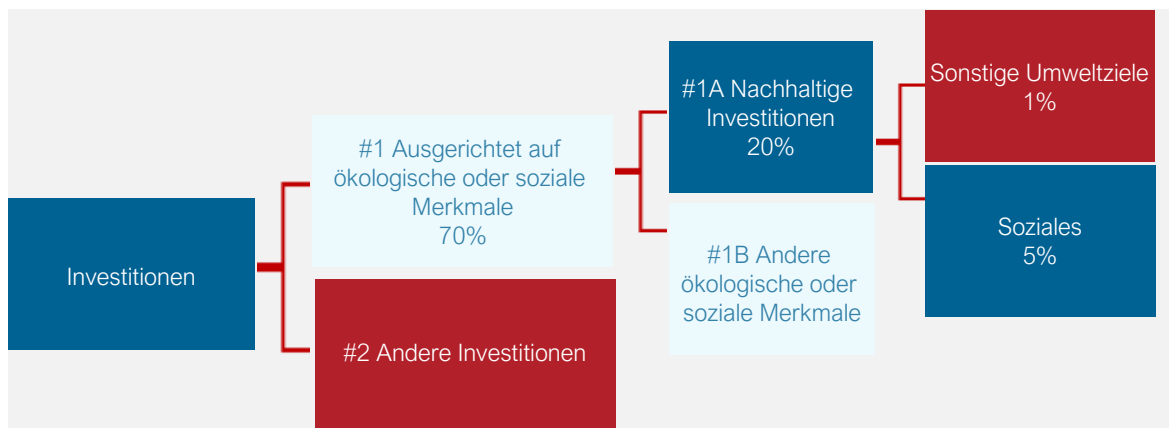 Investitionen
#1 Ausgerichtet auf
ökologische oder soziale
Merkmale
70%
#2 Andere Investitionen
#1A Nachhaltige
Investitionen
20%
#1B Andere
ökologische oder
soziale Merkmale
Sonstige Umweltziele
1%
Soziales
5%